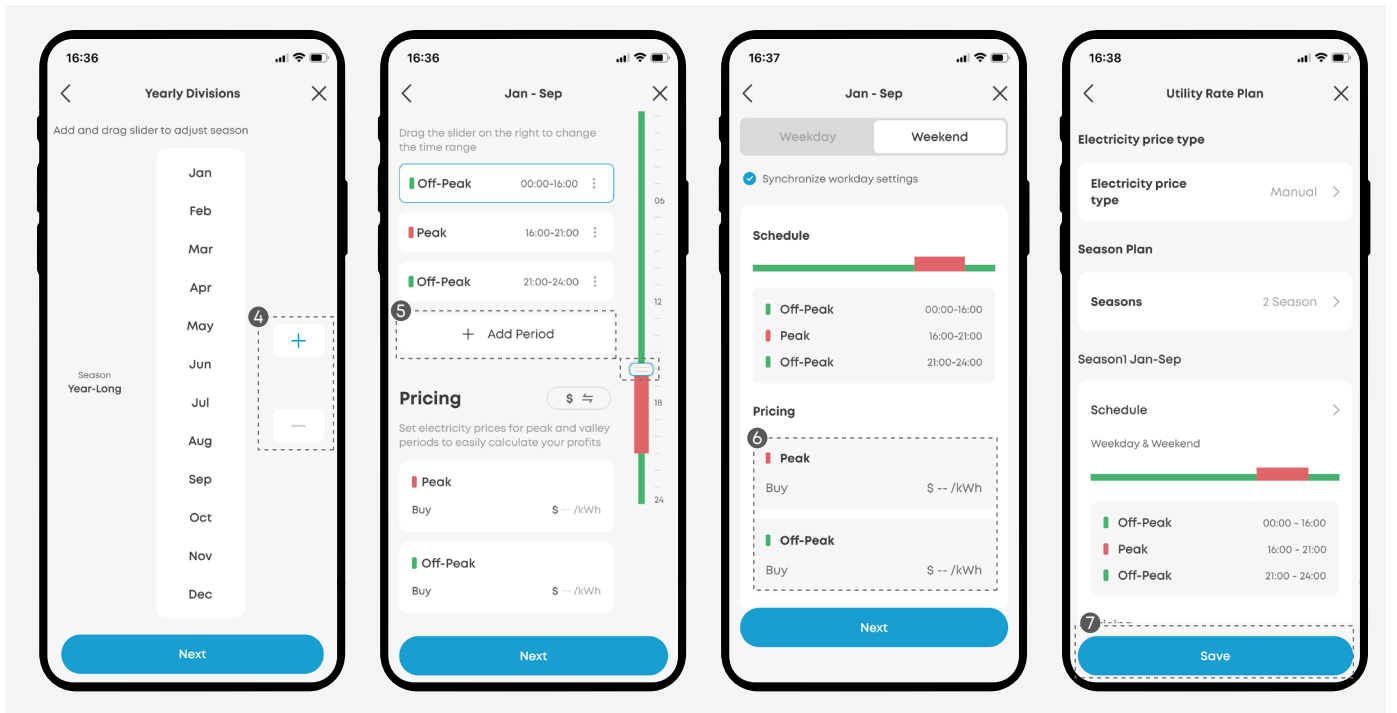 16:36
Yearly Divisions
Add and drag slider to adjust season
Jan
Feb
Mar
Apr
May
Jun
Jul
Aug
Sep
Oct
Nov
Dec
Season
Year-Long
4
+
—
Next
16:36
Jan - Sep
Drag the slider on the right to change
the time range
Off-Peak 00:00-16:00
Peak 16:00-21:00
Off-Peak 21:00-24:00
5
+ Add Period
06
12
18
24
Pricing
$
Set electricity prices for peak and valley
periods to easily calculate your profits
Peak
Buy $ -- /kWh
Off-Peak
Buy $ -- /kWh
Next
16:37
Jan - Sep
Weekday Weekend
Synchronize workday settings
Schedule
Off-Peak 00:00-16:00
Peak 16:00-21:00
Off-Peak 21:00-24:00
Pricing
6
Peak
Buy $ -- /kWh
Off-Peak
Buy $ -- /kWh
Next
16:38
Utility Rate Plan
Electricity price type
Electricity price
type
Manual
Season Plan
Seasons 2 Season
Season1 Jan-Sep
Schedule
Weekday & Weekend
Off-Peak 00:00 - 16:00
Peak 16:00 - 21:00
Off-Peak 21:00 - 24:00
7
Save